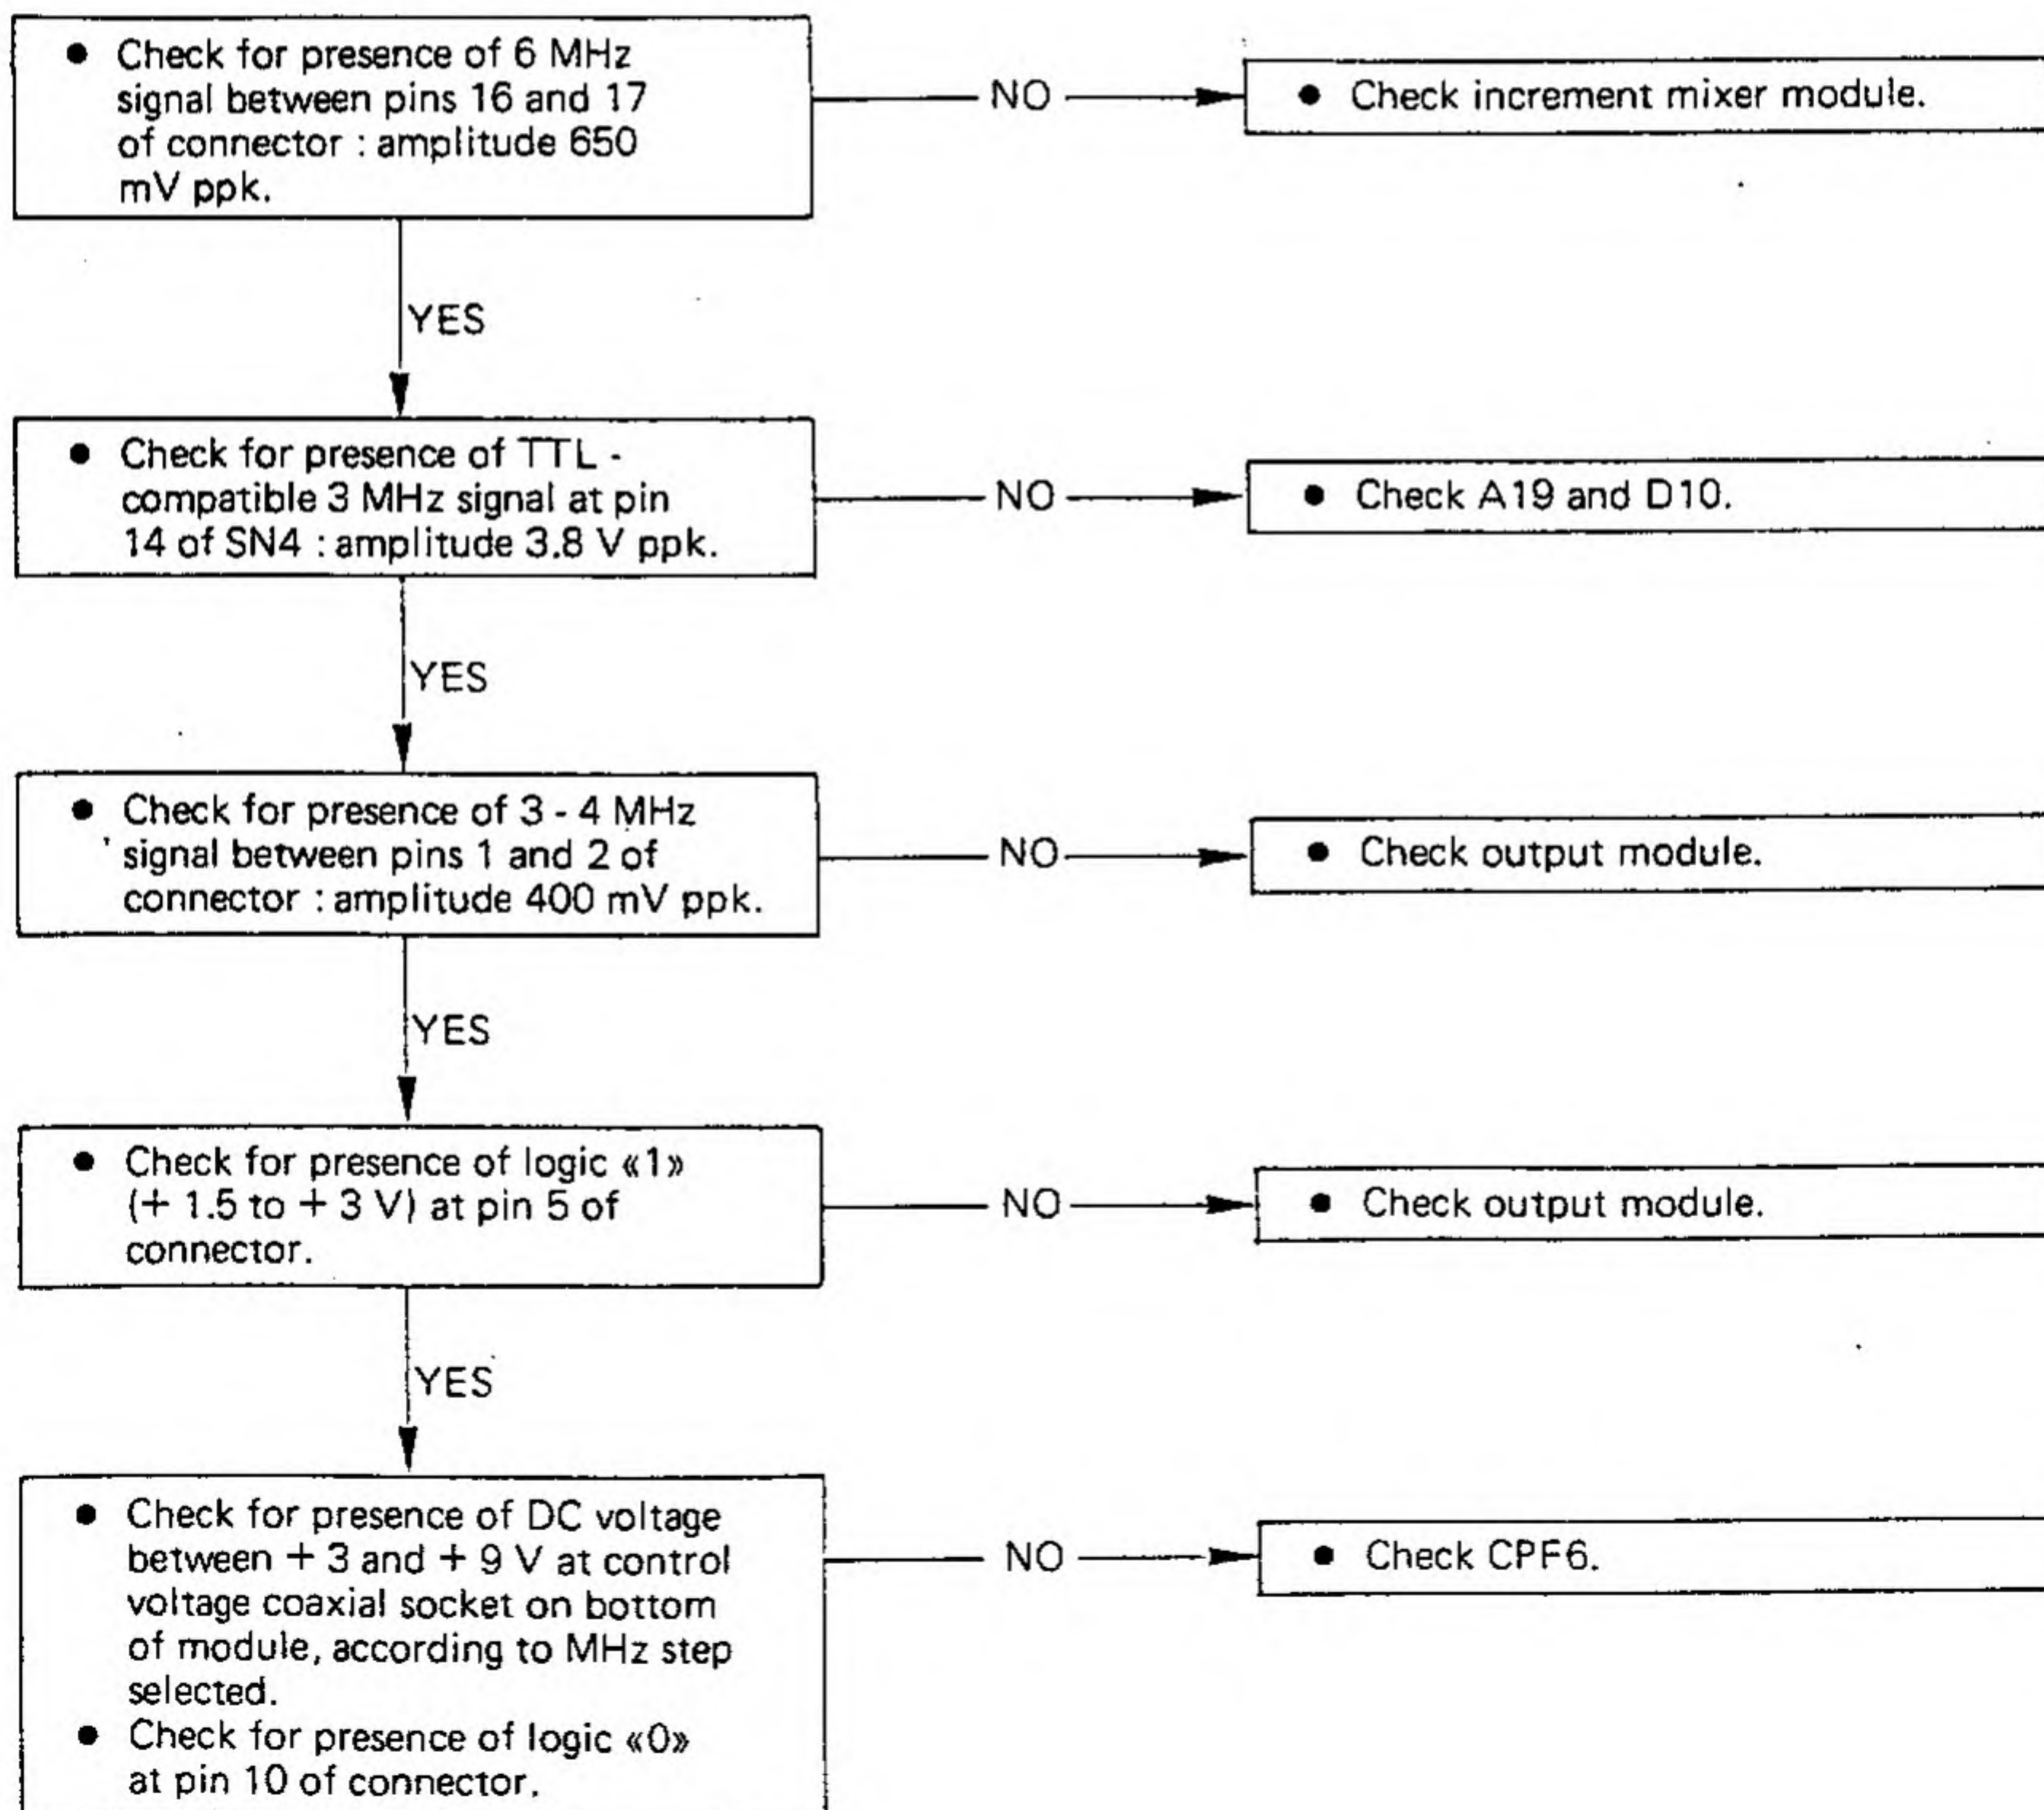 ● Check for presence of 6 MHz
signal between pins 16 and 17
of connector : amplitude 650
mV ppk.
NO
● Check increment mixer module.
YES
● Check for presence of TTL -
compatible 3 MHz signal at pin
14 of SN4 : amplitude 3.8 V ppk.
NO
● Check A19 and D10.
YES
● Check for presence of 3 - 4 MHz
signal between pins 1 and 2 of
connector : amplitude 400 mV ppk.
NO
● Check output module.
YES
● Check for presence of logic «1»
(+ 1.5 to + 3 V) at pin 5 of
connector.
NO
● Check output module.
YES
● Check for presence of DC voltage
between + 3 and + 9 V at control
voltage coaxial socket on bottom
of module, according to MHz step
selected.
● Check for presence of logic «0»
at pin 10 of connector.
NO
● Check CPF6.